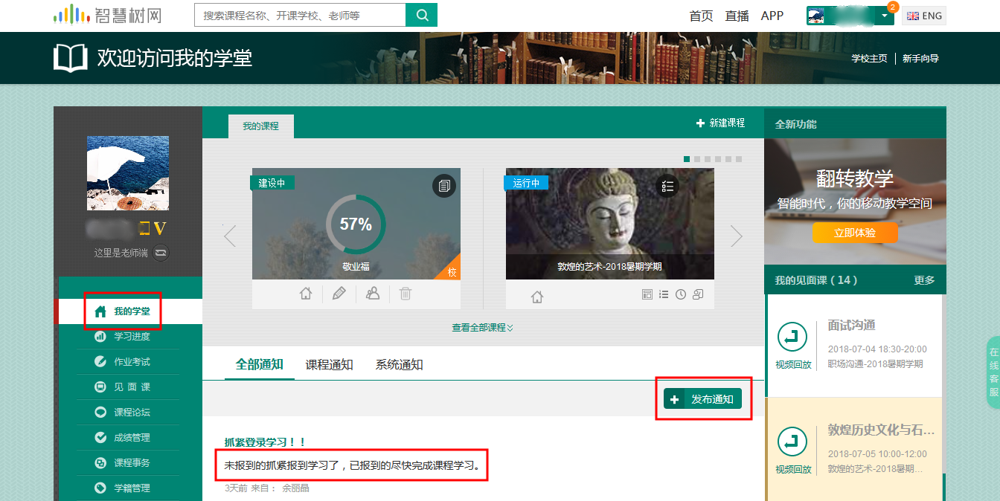 智慧树网
搜索课程名称、开课学校、老师等
首页 直播 APP
2
ENG
欢迎访问我的学堂
学校主页 新手向导
V
这里是老师端
我的学堂
学习进度
作业考试
见面课
课程论坛
成绩管理
课程事务
学籍管理
我的课程
新建课程
建设中
57%
敬业福
校
运行中
敦煌的艺术-2018暑期学期
查看全部课程
全部通知 课程通知 系统通知
发布通知
抓紧登录学习！！
未报到的抓紧报到学习了，已报到的尽快完成课程学习。
3天前 来自： 余丽晶
全新功能
翻转教学
智能时代，你的移动教学空间
立即体验
我的见面课（14） 更多
面试沟通
2018-07-04 18:30-20:00
视频回放
职场沟通-2018暑期学期
敦煌历史文化与石...
2018-07-05 10:00-12:00
视频回放
敦煌的艺术-2018暑期...
在线客服